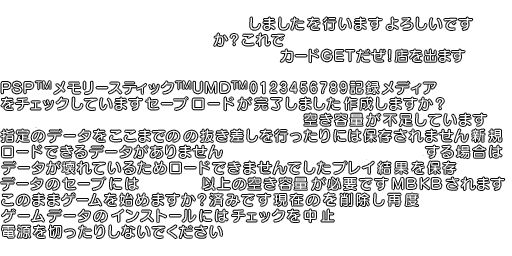 しましたを行いますよろしいです
か？これで
カードGETだぜ！店を出ます
PSP™メモリースティック™UMD™0123456789記録メディア
をチェックしていますセーブロードが完了しました作成しますか？
空き容量が不足しています
指定のデータをここまでのの抜き差しを行ったりには保存されません新規
ロードできるデータがありません する場合は
データが壊れているためロードできませんでしたプレイ結果を保存
データのセーブには 以上の空き容量が必要ですMBKBされます
このままゲームを始めますか？済みです現在のを削除し再度
ゲームデータのインストールにはチェックを中止
電源を切ったりしないでください